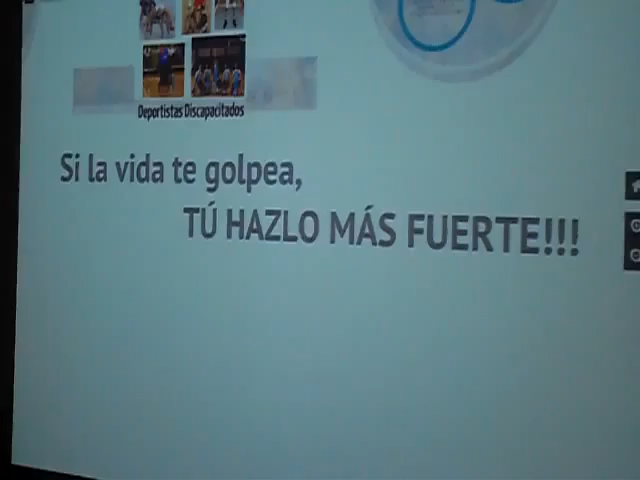 Deportistas Discapacitados
Si la vida te golpea,
TÚ HAZLO MÁS FUERTE!!!